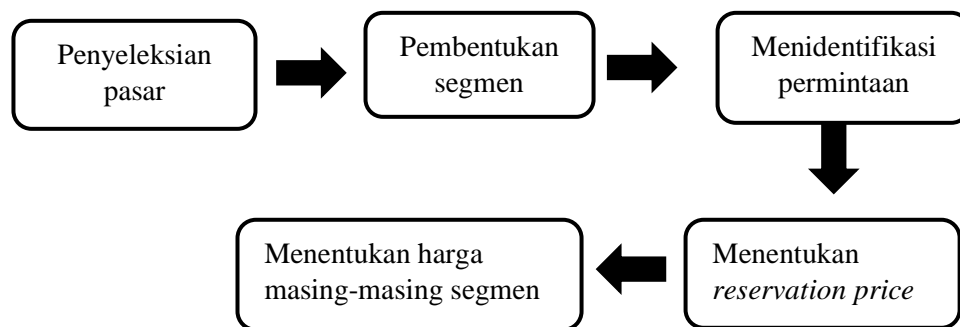 Penyeleksian
pasar
Pembentukan
segmen
Menidentifikasi
permintaan
Menentukan
reservation price
Menentukan harga
masing-masing segmen